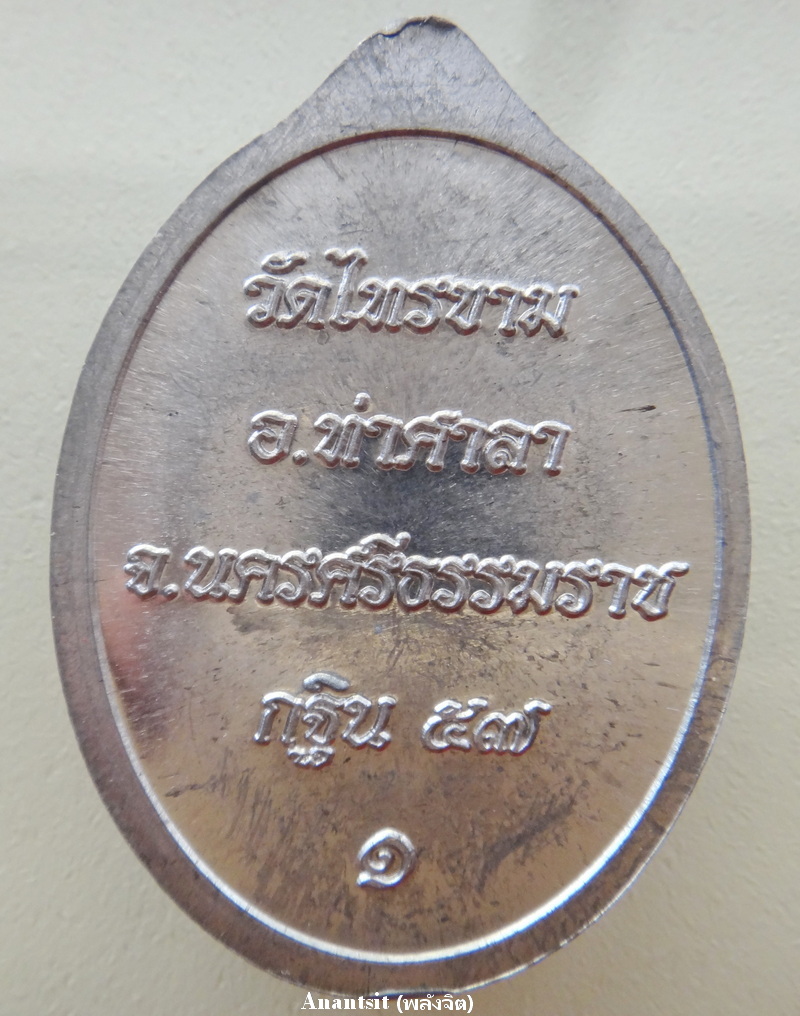 วัดไทรขาม
อ.ท่าศาลา
จ.นครศรีธรรมราช
กฐิน ๕๗
๑
Anantsit (พลังจิต)